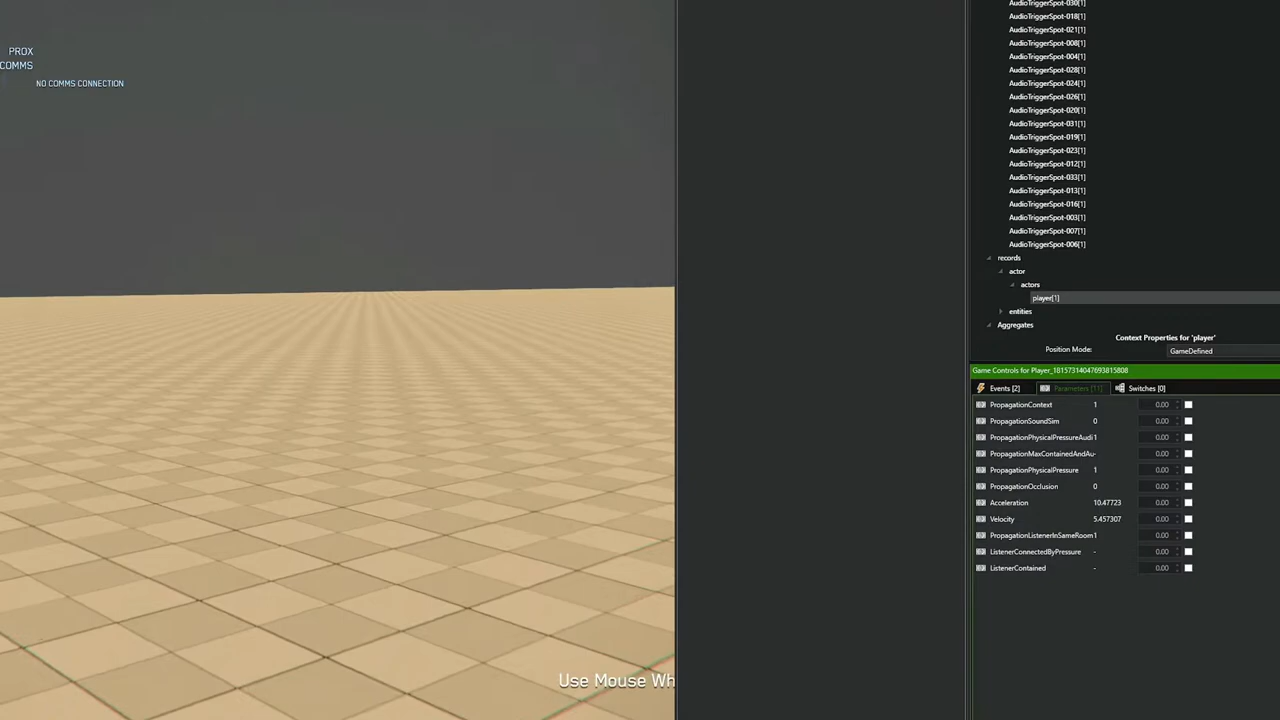 PROX
COMMS
NO COMMS CONNECTION
Use Mouse Wh
AudioTriggerSpot-030[1]
AudioTriggerSpot-018[1]
AudioTriggerSpot-021[1]
AudioTriggerSpot-008[1]
AudioTriggerSpot-004[1]
AudioTriggerSpot-028[1]
AudioTriggerSpot-024[1]
AudioTriggerSpot-026[1]
AudioTriggerSpot-020[1]
AudioTriggerSpot-031[1]
AudioTriggerSpot-019[1]
AudioTriggerSpot-023[1]
AudioTriggerSpot-012[1]
AudioTriggerSpot-033[1]
AudioTriggerSpot-013[1]
AudioTriggerSpot-016[1]
AudioTriggerSpot-003[1]
AudioTriggerSpot-007[1]
AudioTriggerSpot-006[1]
records
actor
actors
player[1]
entities
Aggregates
Context Properties for 'player'
Position Mode: GameDefined
Game Controls for Player_18157314047693815808
Events [2] Parameters [11] Switches [0]
PropagationContext 1 0.00
PropagationSoundSim 0 0.00
PropagationPhysicalPressureAudi 1 0.00
PropagationMaxContainedAndAu - 0.00
PropagationPhysicalPressure 1 0.00
PropagationOcclusion 0 0.00
Acceleration 10.47723 0.00
Velocity 5.457307 0.00
PropagationListenerInSameRoom 1 0.00
ListenerConnectedByPressure - 0.00
ListenerContained - 0.00